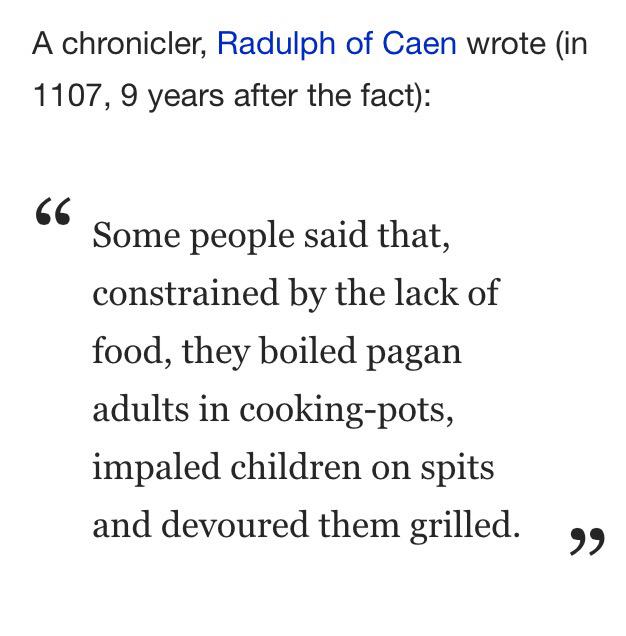 A chronicler, Radulph of Caen wrote (in
1107, 9 years after the fact):
“ Some people said that,
constrained by the lack of
food, they boiled pagan
adults in cooking-pots,
impaled children on spits
and devoured them grilled. ”